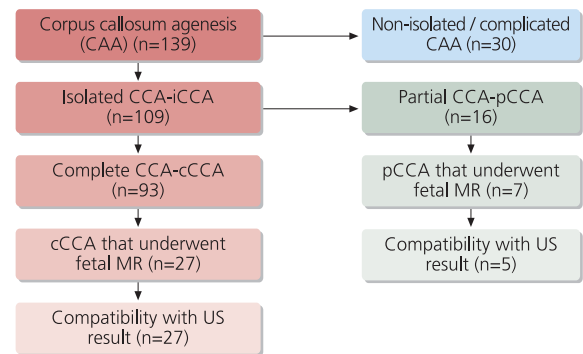 Corpus callosum agenesis
(CAA) (n=139)
Non-isolated / complicated
CAA (n=30)
Isolated CCA-iCCA
(n=109)
Partial CCA-pCCA
(n=16)
Complete CCA-cCCA
(n=93)
pCCA that underwent
fetal MR (n=7)
cCCA that underwent
fetal MR (n=27)
Compatibility with US
result (n=5)
Compatibility with US
result (n=27)